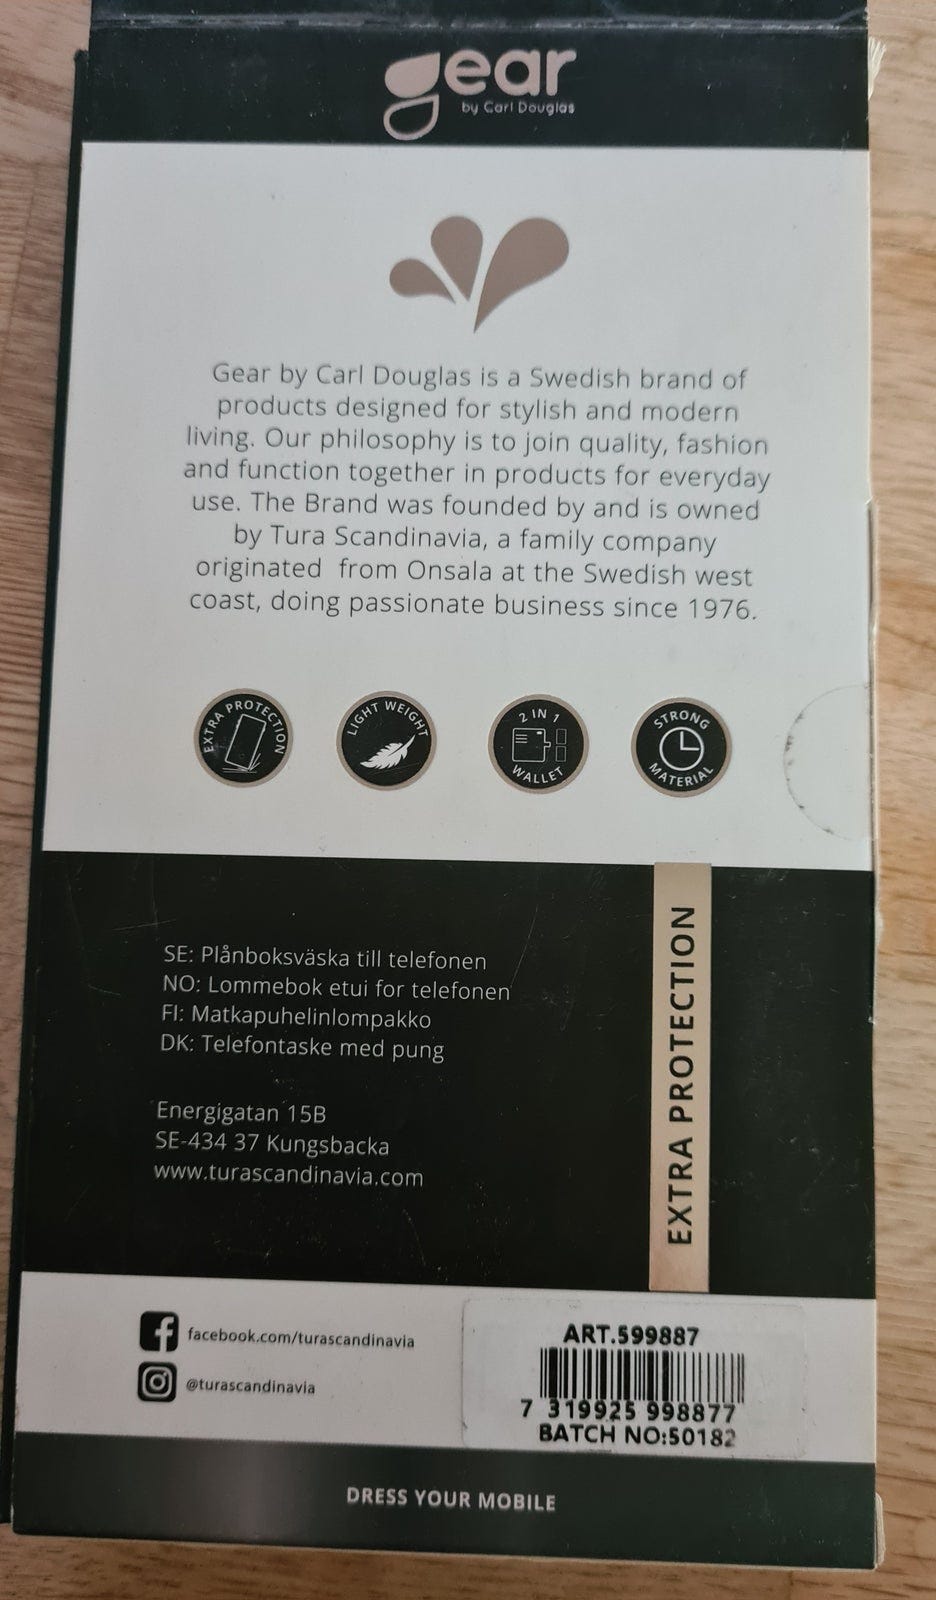 gear
by Carl Douglas
Gear by Carl Douglas is a Swedish brand of
products designed for stylish and modern
living. Our philosophy is to join quality, fashion
and function together in products for everyday
use. The Brand was founded by and is owned
by Tura Scandinavia, a family company
originated from Onsala at the Swedish west
coast, doing passionate business since 1976.
EXTRA PROTECTION
LIGHT WEIGHT
2 IN 1
WALLET
STRONG
MATERIAL
SE: Plånboksväska till telefonen
NO: Lommebok etui for telefonen
FI: Matkapuhelinlompakko
DK: Telefontaske med pung
Energigatan 15B
SE-434 37 Kungsbacka
www.turascandinavia.com
EXTRA PROTECTION
facebook.com/turascandinavia
@turascandinavia
ART.599887
7 319925 998877
BATCH NO:50182
DRESS YOUR MOBILE